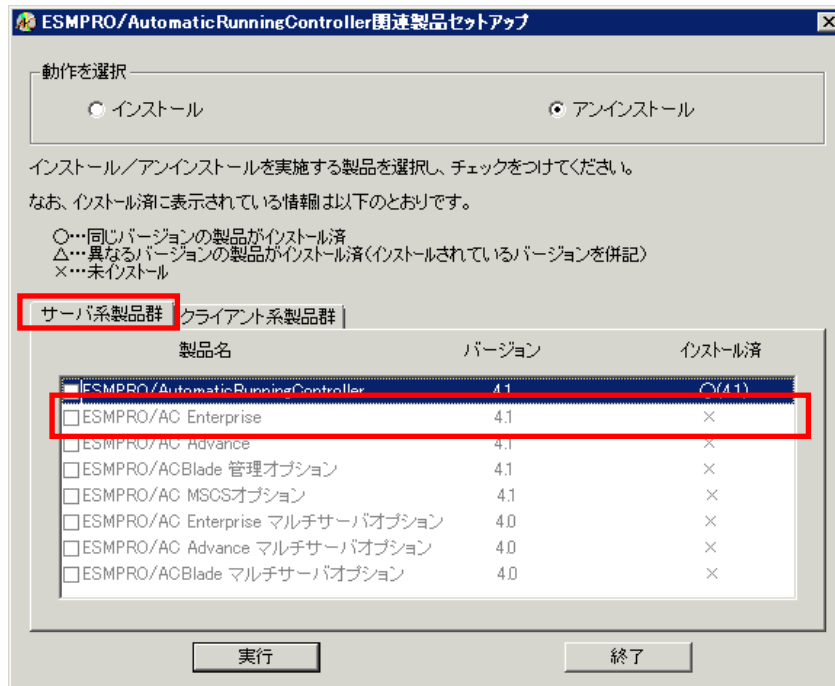 ESMPRO/AutomaticRunningController関連製品セットアップ
動作を選択
インストール
アンインストール
インストール／アンインストールを実施する製品を選択し、チェックをつけてください。
なお、インストール済に表示されている情報は以下のとおりです。
○…同じバージョンの製品がインストール済
△…異なるバージョンの製品がインストール済(インストールされているバージョンを併記)
×…未インストール
サーバ系製品群 クライアント系製品群
製品名 バージョン インストール済
ESMPRO/AutomaticRunningController 4.1 ○(4.1)
ESMPRO/AC Enterprise 4.1 ×
ESMPRO/AC Advance 4.1 ×
ESMPRO/ACBlade 管理オプション 4.1 ×
ESMPRO/AC MSCSオプション 4.1 ×
ESMPRO/AC Enterprise マルチサーバオプション 4.0 ×
ESMPRO/AC Advance マルチサーバオプション 4.0 ×
ESMPRO/ACBlade マルチサーバオプション 4.0 ×
実行 終了